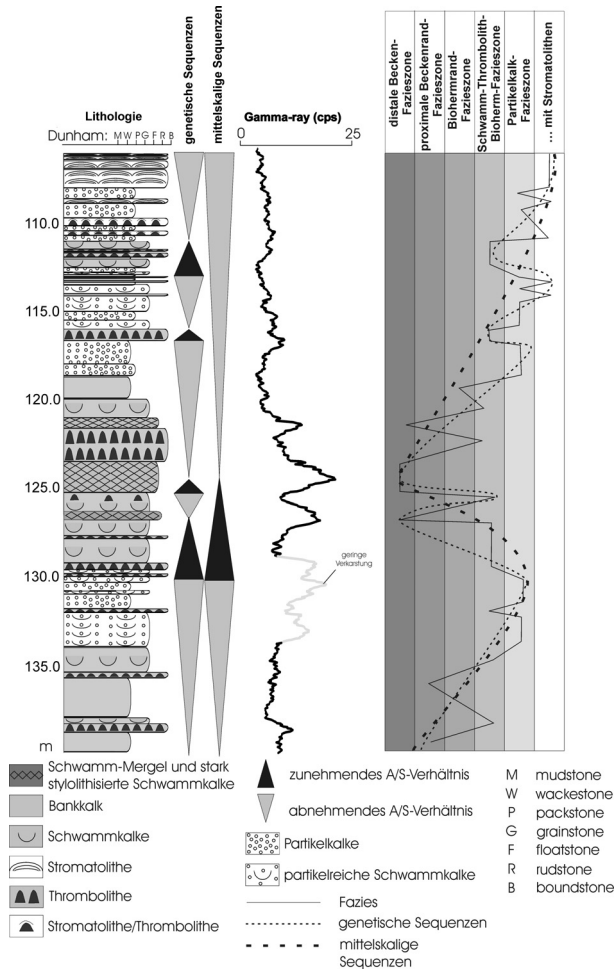 genetische Sequenzen
mittelskalige Sequenzen
distale Becken-
Fazieszone
proximale Beckenrand-
Fazieszone
Biohermrand-
Fazieszone
Schwamm-Thrombolith-
Bioherm-Fazieszone
Partikelkalk-
Fazieszone
... mit Stromatolithen
Lithologie
Dunham: M W P G F R B
Gamma-ray (cps)
0 25
110.0
115.0
120.0
125.0
geringe
Verkarstung
130.0
135.0
m
Schwamm-Mergel und stark
stylolithisierte Schwammkalke
Bankkalk
Schwammkalke
Stromatolithe
Thrombolithe
Stromatolithe/Thrombolithe
zunehmendes A/S-Verhältnis
abnehmendes A/S-Verhältnis
Partikelkalke
partikelreiche Schwammkalke
Fazies
genetische Sequenzen
mittelskalige
Sequenzen
M mudstone
W wackestone
P packstone
G grainstone
F floatstone
R rudstone
B boundstone